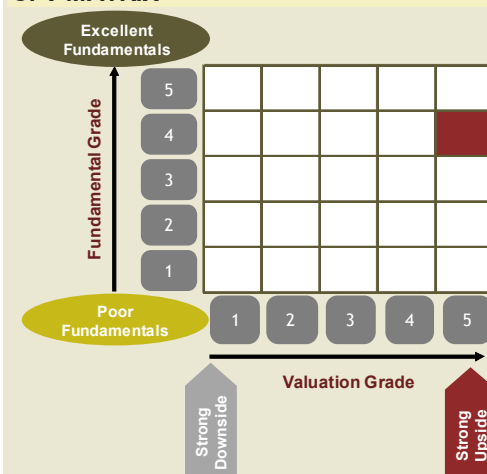 Excellent
Fundamentals
Fundamental Grade
5
4
3
2
1
Poor
Fundamentals
1 2 3 4 5
Valuation Grade
Strong
Downside
Strong
Upside